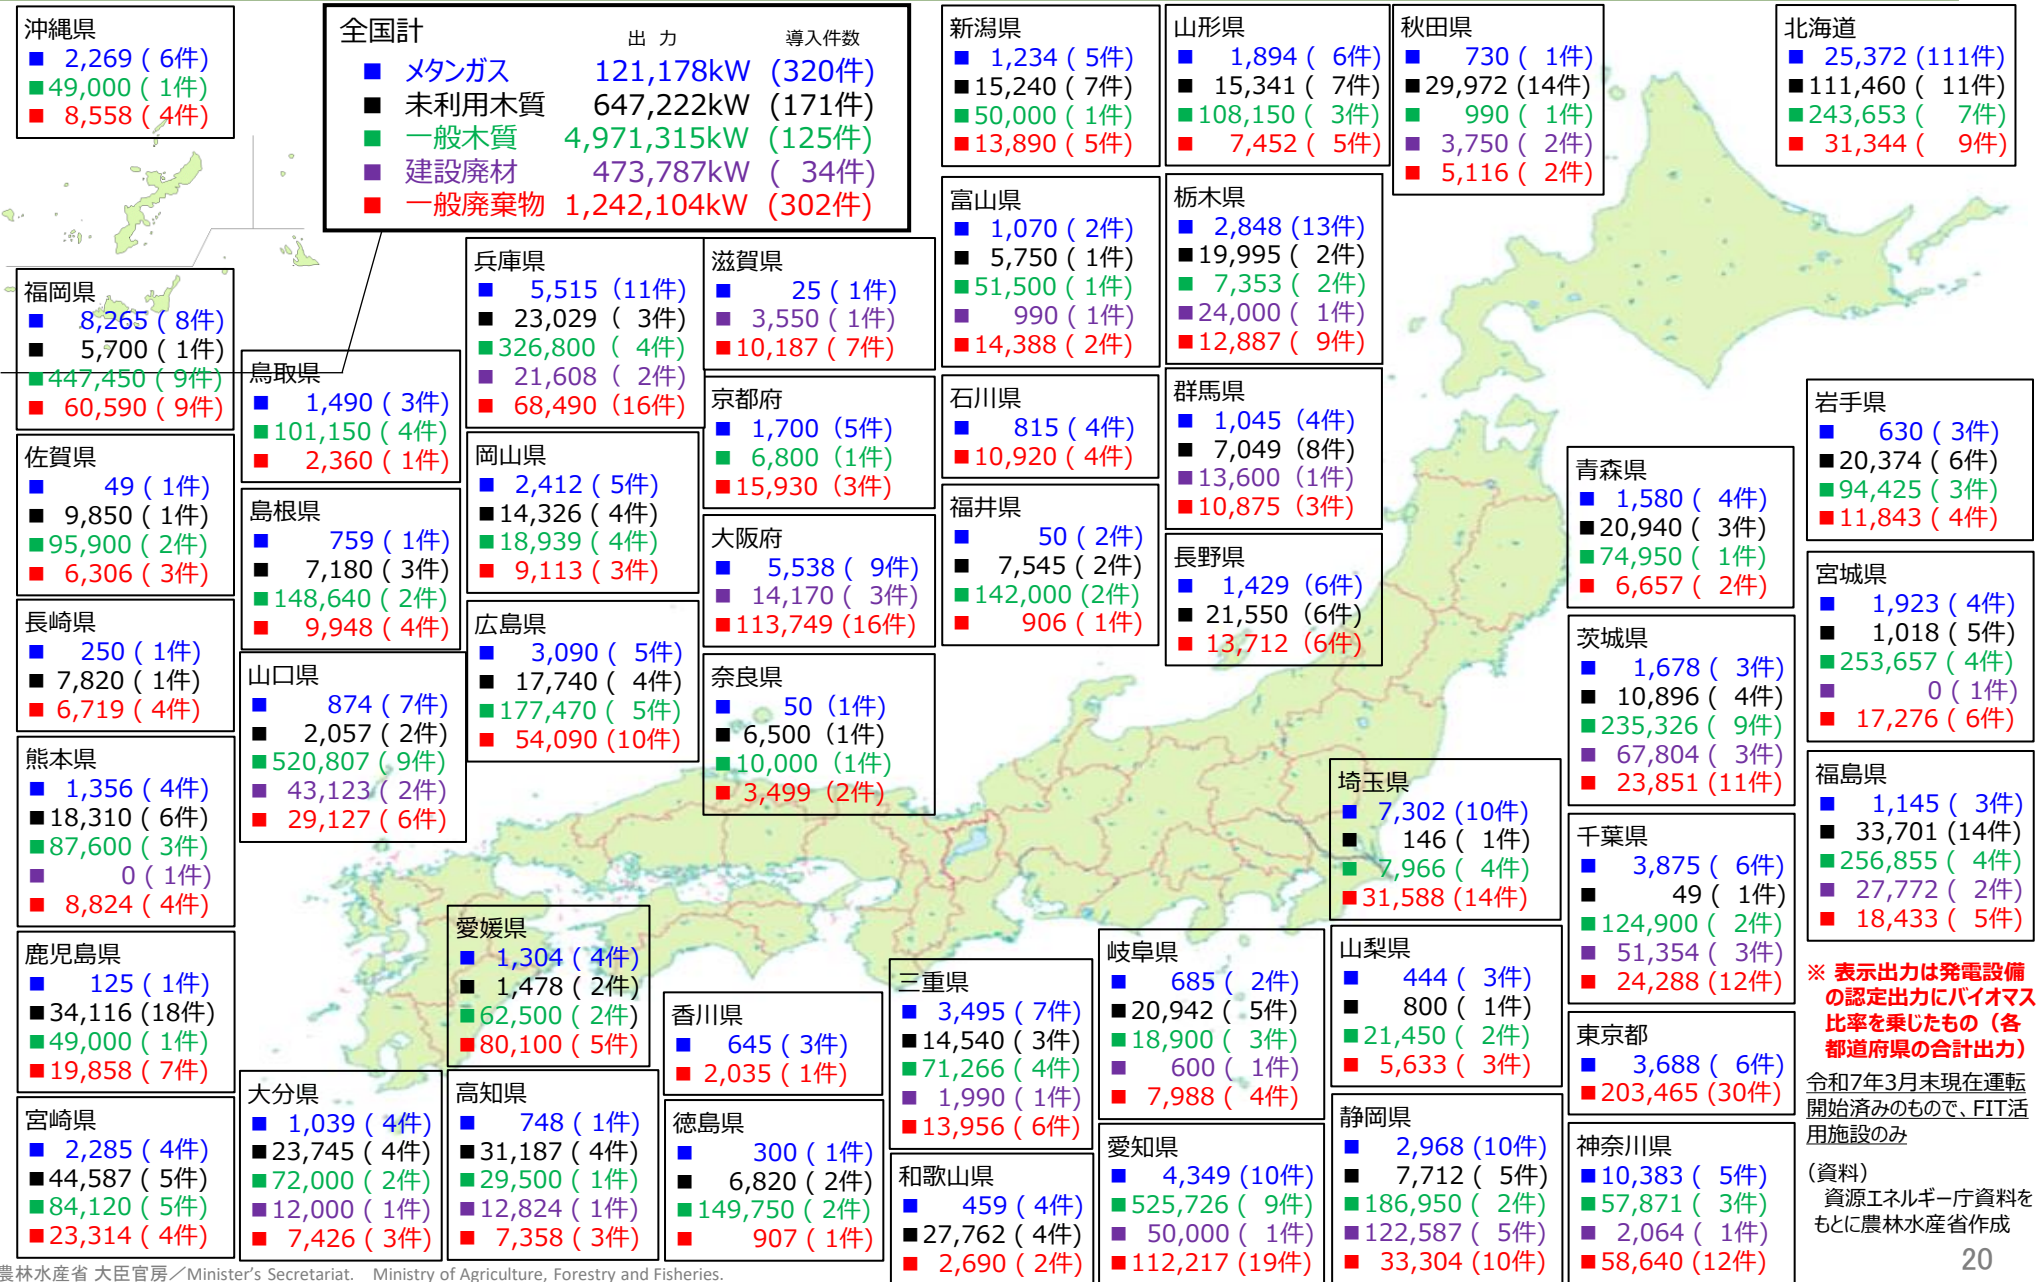 沖縄県
■ 2,269 ( 6件)
■ 49,000 ( 1件)
■ 8,558 ( 4件)
全国計 出 力 導入件数
■ メタンガス 121,178kW (320件)
■ 未利用木質 647,222kW (171件)
■ 一般木質 4,971,315kW (125件)
■ 建設廃材 473,787kW ( 34件)
■ 一般廃棄物 1,242,104kW (302件)
新潟県
■ 1,234 ( 5件)
■ 15,240 ( 7件)
■ 50,000 ( 1件)
■ 13,890 ( 5件)
山形県
■ 1,894 ( 6件)
■ 15,341 ( 7件)
■ 108,150 ( 3件)
■ 7,452 ( 5件)
秋田県
■ 730 ( 1件)
■ 29,972 (14件)
■ 990 ( 1件)
■ 3,750 ( 2件)
■ 5,116 ( 2件)
北海道
■ 25,372 (111件)
■ 111,460 ( 11件)
■ 243,653 ( 7件)
■ 31,344 ( 9件)
富山県
■ 1,070 ( 2件)
■ 5,750 ( 1件)
■ 51,500 ( 1件)
■ 990 ( 1件)
■ 14,388 ( 2件)
栃木県
■ 2,848 (13件)
■ 19,995 ( 2件)
■ 7,353 ( 2件)
■ 24,000 ( 1件)
■ 12,887 ( 9件)
福岡県
■ 8,265 ( 8件)
■ 5,700 ( 1件)
■ 447,450 ( 9件)
■ 60,590 ( 9件)
鳥取県
■ 1,490 ( 3件)
■ 101,150 ( 4件)
■ 2,360 ( 1件)
兵庫県
■ 5,515 (11件)
■ 23,029 ( 3件)
■ 326,800 ( 4件)
■ 21,608 ( 2件)
■ 68,490 (16件)
滋賀県
■ 25 ( 1件)
■ 3,550 ( 1件)
■ 10,187 ( 7件)
京都府
■ 1,700 (5件)
■ 6,800 (1件)
■ 15,930 (3件)
石川県
■ 815 ( 4件)
■ 10,920 ( 4件)
群馬県
■ 1,045 (4件)
■ 7,049 (8件)
■ 13,600 (1件)
■ 10,875 (3件)
岩手県
■ 630 ( 3件)
■ 20,374 ( 6件)
■ 94,425 ( 3件)
■ 11,843 ( 4件)
佐賀県
■ 49 ( 1件)
■ 9,850 ( 1件)
■ 95,900 ( 2件)
■ 6,306 ( 3件)
島根県
■ 759 ( 1件)
■ 7,180 ( 3件)
■ 148,640 ( 2件)
■ 9,948 ( 4件)
岡山県
■ 2,412 ( 5件)
■ 14,326 ( 4件)
■ 18,939 ( 4件)
■ 9,113 ( 3件)
大阪府
■ 5,538 ( 9件)
■ 14,170 ( 3件)
■ 113,749 (16件)
福井県
■ 50 ( 2件)
■ 7,545 ( 2件)
■ 142,000 (2件)
■ 906 ( 1件)
長野県
■ 1,429 (6件)
■ 21,550 (6件)
■ 13,712 (6件)
青森県
■ 1,580 ( 4件)
■ 20,940 ( 3件)
■ 74,950 ( 1件)
■ 6,657 ( 2件)
宮城県
■ 1,923 ( 4件)
■ 1,018 ( 5件)
■ 253,657 ( 4件)
■ 0 ( 1件)
■ 17,276 ( 6件)
長崎県
■ 250 ( 1件)
■ 7,820 ( 1件)
■ 6,719 ( 4件)
山口県
■ 874 ( 7件)
■ 2,057 ( 2件)
■ 520,807 ( 9件)
■ 43,123 ( 2件)
■ 29,127 ( 6件)
広島県
■ 3,090 ( 5件)
■ 17,740 ( 4件)
■ 177,470 ( 5件)
■ 54,090 (10件)
奈良県
■ 50 (1件)
■ 6,500 (1件)
■ 10,000 (1件)
■ 3,499 (2件)
茨城県
■ 1,678 ( 3件)
■ 10,896 ( 4件)
■ 235,326 ( 9件)
■ 67,804 ( 3件)
■ 23,851 (11件)
福島県
■ 1,145 ( 3件)
■ 33,701 (14件)
■ 256,855 ( 4件)
■ 27,772 ( 2件)
■ 18,433 ( 5件)
熊本県
■ 1,356 ( 4件)
■ 18,310 ( 6件)
■ 87,600 ( 3件)
■ 0 ( 1件)
■ 8,824 ( 4件)
埼玉県
■ 7,302 (10件)
■ 146 ( 1件)
■ 7,966 ( 4件)
■ 31,588 (14件)
千葉県
■ 3,875 ( 6件)
■ 49 ( 1件)
■ 124,900 ( 2件)
■ 51,354 ( 3件)
■ 24,288 (12件)
鹿児島県
■ 125 ( 1件)
■ 34,116 (18件)
■ 49,000 ( 1件)
■ 19,858 ( 7件)
愛媛県
■ 1,304 ( 4件)
■ 1,478 ( 2件)
■ 62,500 ( 2件)
■ 80,100 ( 5件)
香川県
■ 645 ( 3件)
■ 2,035 ( 1件)
三重県
■ 3,495 ( 7件)
■ 14,540 ( 3件)
■ 71,266 ( 4件)
■ 1,990 ( 1件)
■ 13,956 ( 6件)
岐阜県
■ 685 ( 2件)
■ 20,942 ( 5件)
■ 18,900 ( 3件)
■ 600 ( 1件)
■ 7,988 ( 4件)
山梨県
■ 444 ( 3件)
■ 800 ( 1件)
■ 21,450 ( 2件)
■ 5,633 ( 3件)
東京都
■ 3,688 ( 6件)
■ 203,465 (30件)
宮崎県
■ 2,285 ( 4件)
■ 44,587 ( 5件)
■ 84,120 ( 5件)
■ 23,314 ( 4件)
大分県
■ 1,039 ( 4件)
■ 23,745 ( 4件)
■ 72,000 ( 2件)
■ 12,000 ( 1件)
■ 7,426 ( 3件)
高知県
■ 748 ( 1件)
■ 31,187 ( 4件)
■ 29,500 ( 1件)
■ 12,824 ( 1件)
■ 7,358 ( 3件)
徳島県
■ 300 ( 1件)
■ 6,820 ( 2件)
■ 149,750 ( 2件)
■ 907 ( 1件)
和歌山県
■ 459 ( 4件)
■ 27,762 ( 4件)
■ 2,690 ( 2件)
愛知県
■ 4,349 (10件)
■ 525,726 ( 9件)
■ 50,000 ( 1件)
■ 112,217 (19件)
静岡県
■ 2,968 (10件)
■ 7,712 ( 5件)
■ 186,950 ( 2件)
■ 122,587 ( 5件)
■ 33,304 (10件)
神奈川県
■ 10,383 ( 5件)
■ 57,871 ( 3件)
■ 2,064 ( 1件)
■ 58,640 (12件)
※ 表示出力は発電設備
の認定出力にバイオマス
比率を乗じたもの（各
都道府県の合計出力）
令和7年3月末現在運転
開始済みのもので、FIT活
用施設のみ
（資料）
資源エネルギー庁資料を
もとに農林水産省作成
農林水産省 大臣官房／Minister's Secretariat. Ministry of Agriculture, Forestry and Fisheries.
20